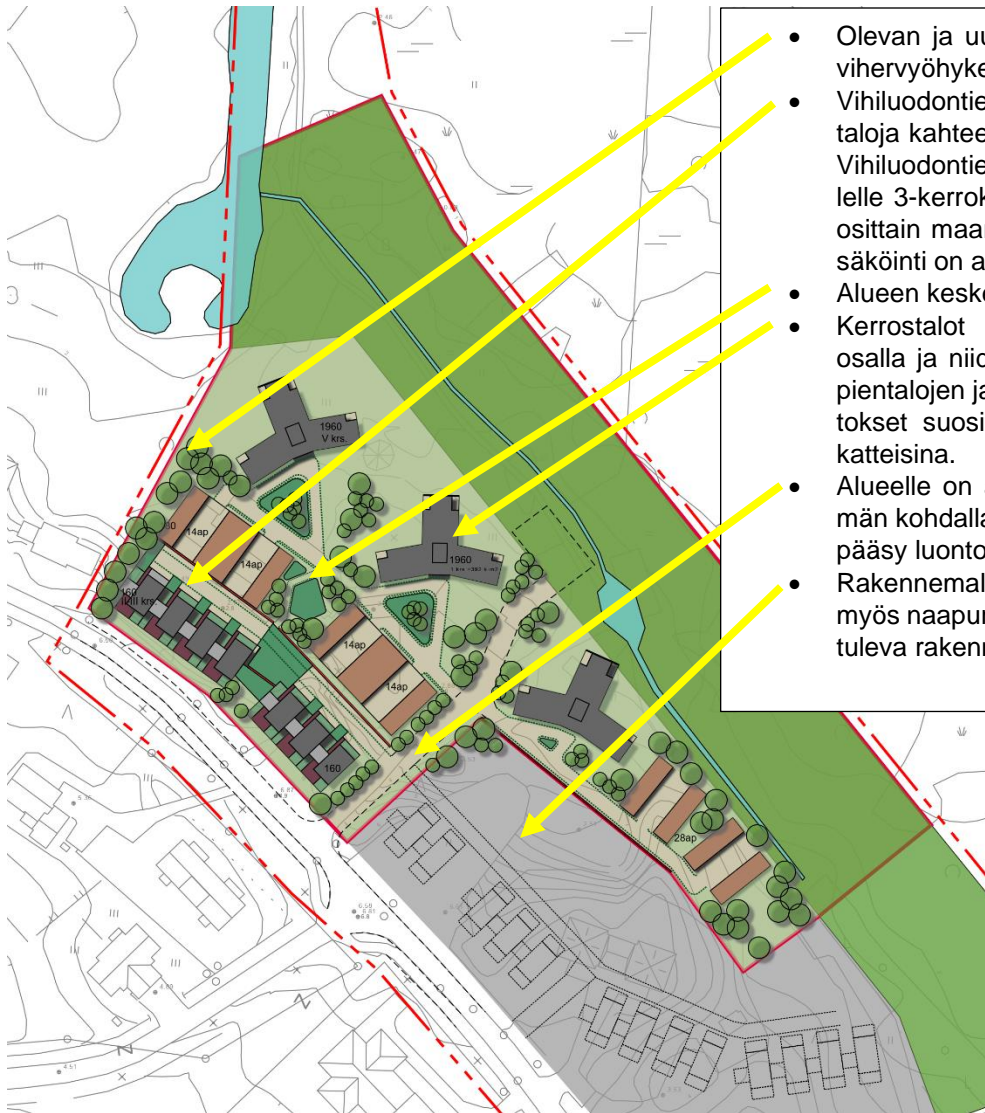 • Olevan ja uu
vihervyöhyke
• Vihiluodontie
taloja kahtee
Vihiluodontie
lelle 3-kerrok
osittain maan
säköinti on a
• Alueen keske
• Kerrostalot
osalla ja niid
pientalojen ja
tokset suosi
katteisina.
• Alueelle on a
män kohdalla
pääsy luonto
• Rakennemal
myös naapur
tuleva rakenn
1960
V krs.
1960
14ap
14ap
14ap
14ap
II/III krs.
160
28ap